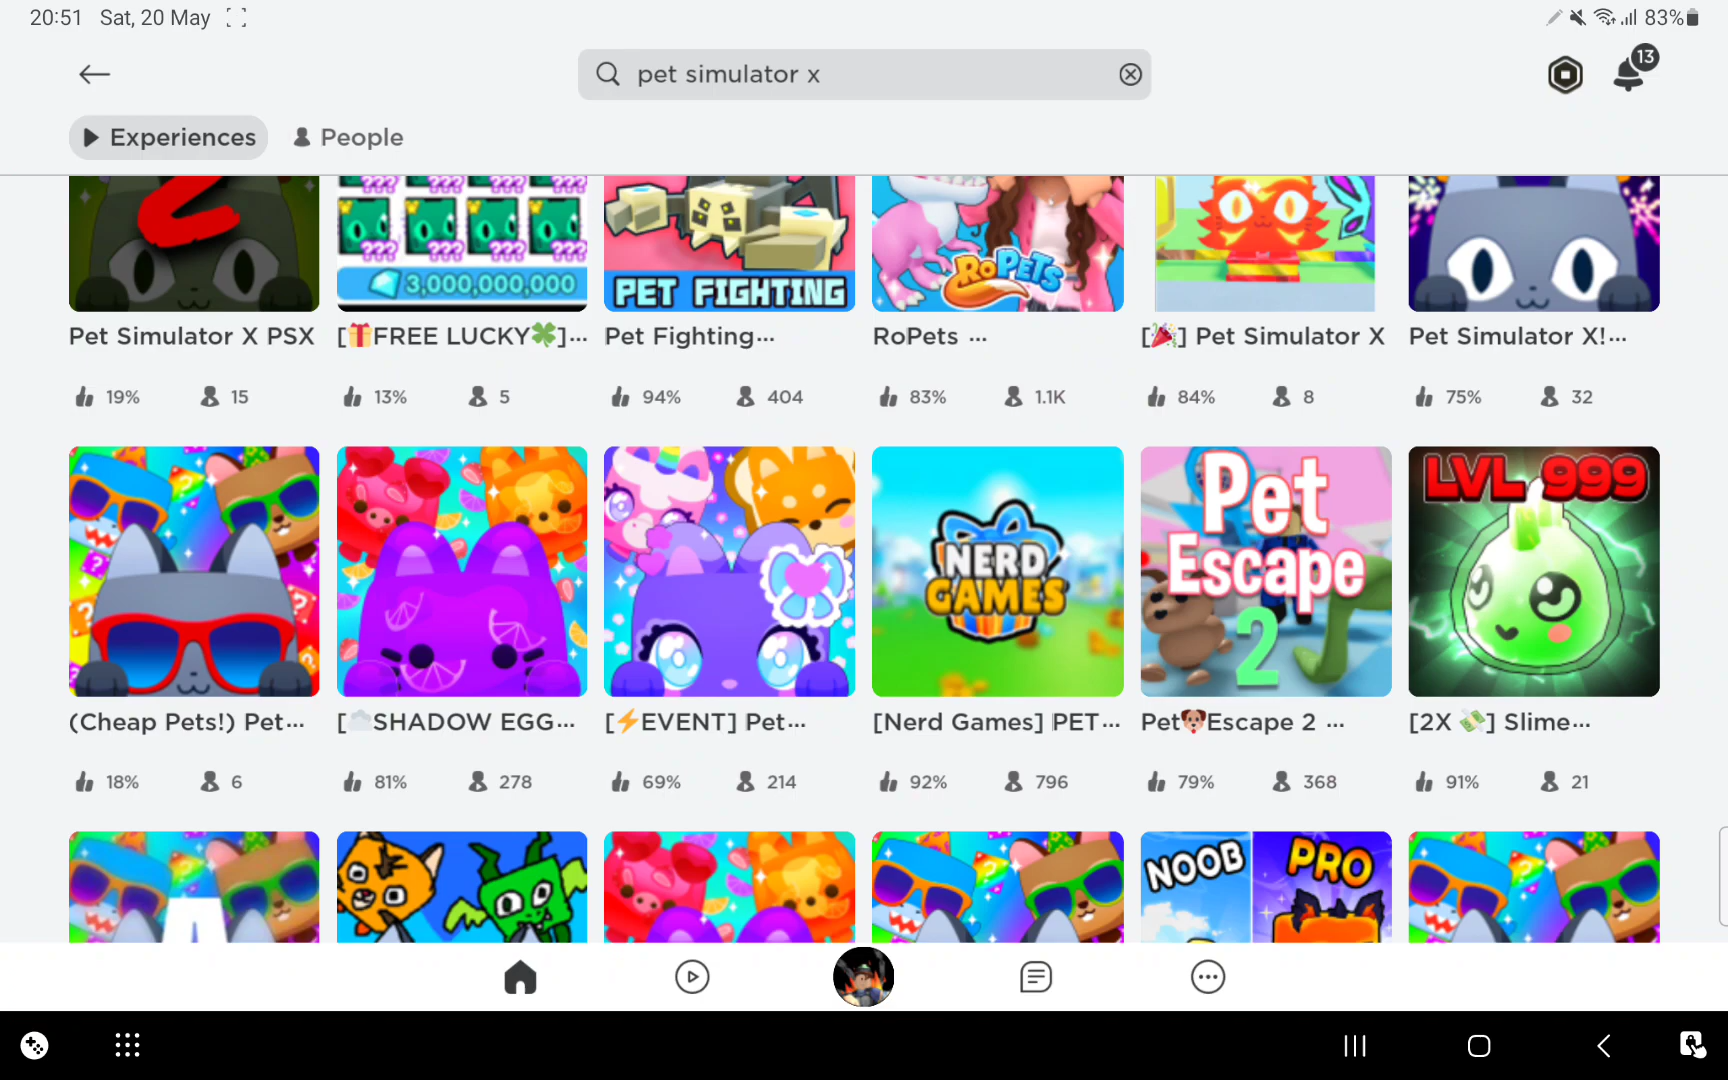 20:51 Sat, 20 May
83%
pet simulator x
13
Experiences
People
???
???
???
???
???
???
???
???
3,000,000,000
PET FIGHTING
ROPETS
Pet Simulator X PSX
[🎁FREE LUCKY🍀]...
Pet Fighting...
RoPets ...
[🎉] Pet Simulator X
Pet Simulator X!...
19% 15
13% 5
94% 404
83% 1.1K
84% 8
75% 32
NERD
GAMES
Pet
Escape
2
LVL 999
(Cheap Pets!) Pet...
[☁️SHADOW EGG...
[⚡EVENT] Pet...
[Nerd Games] PET...
Pet🐶Escape 2 ...
[2X 💸] Slime...
18% 6
81% 278
69% 214
92% 796
79% 368
91% 21
NOOB
PRO